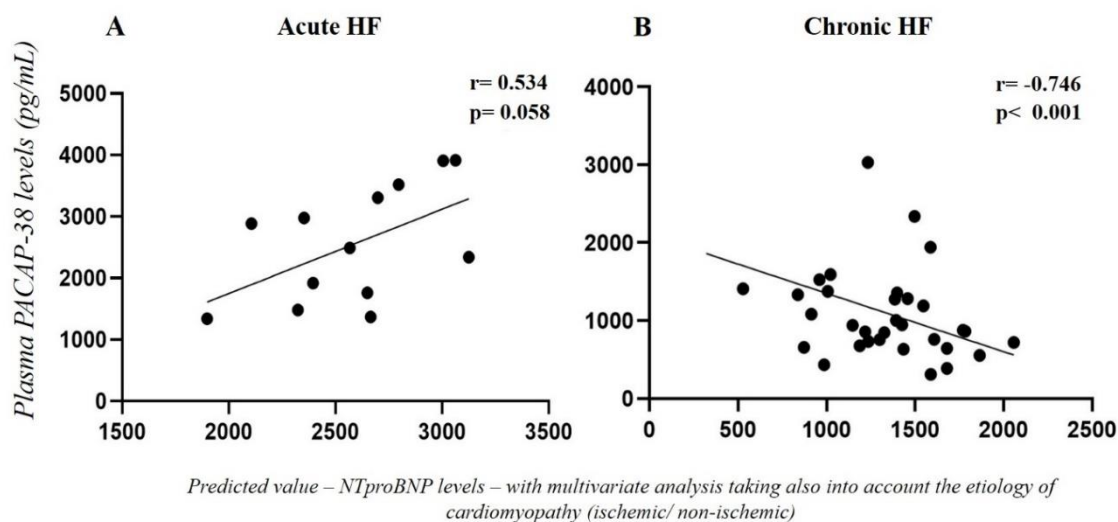 A Acute HF
B Chronic HF
r= 0.534
p= 0.058
r= -0.746
p< 0.001
Plasma PACAP-38 levels (pg/mL)
5000
4000
3000
2000
1000
0
1500 2000 2500 3000 3500
4000
3000
2000
1000
0
0 500 1000 1500 2000 2500
Predicted value – NTproBNP levels – with multivariate analysis taking also into account the etiology of
cardiomyopathy (ischemic/ non-ischemic)